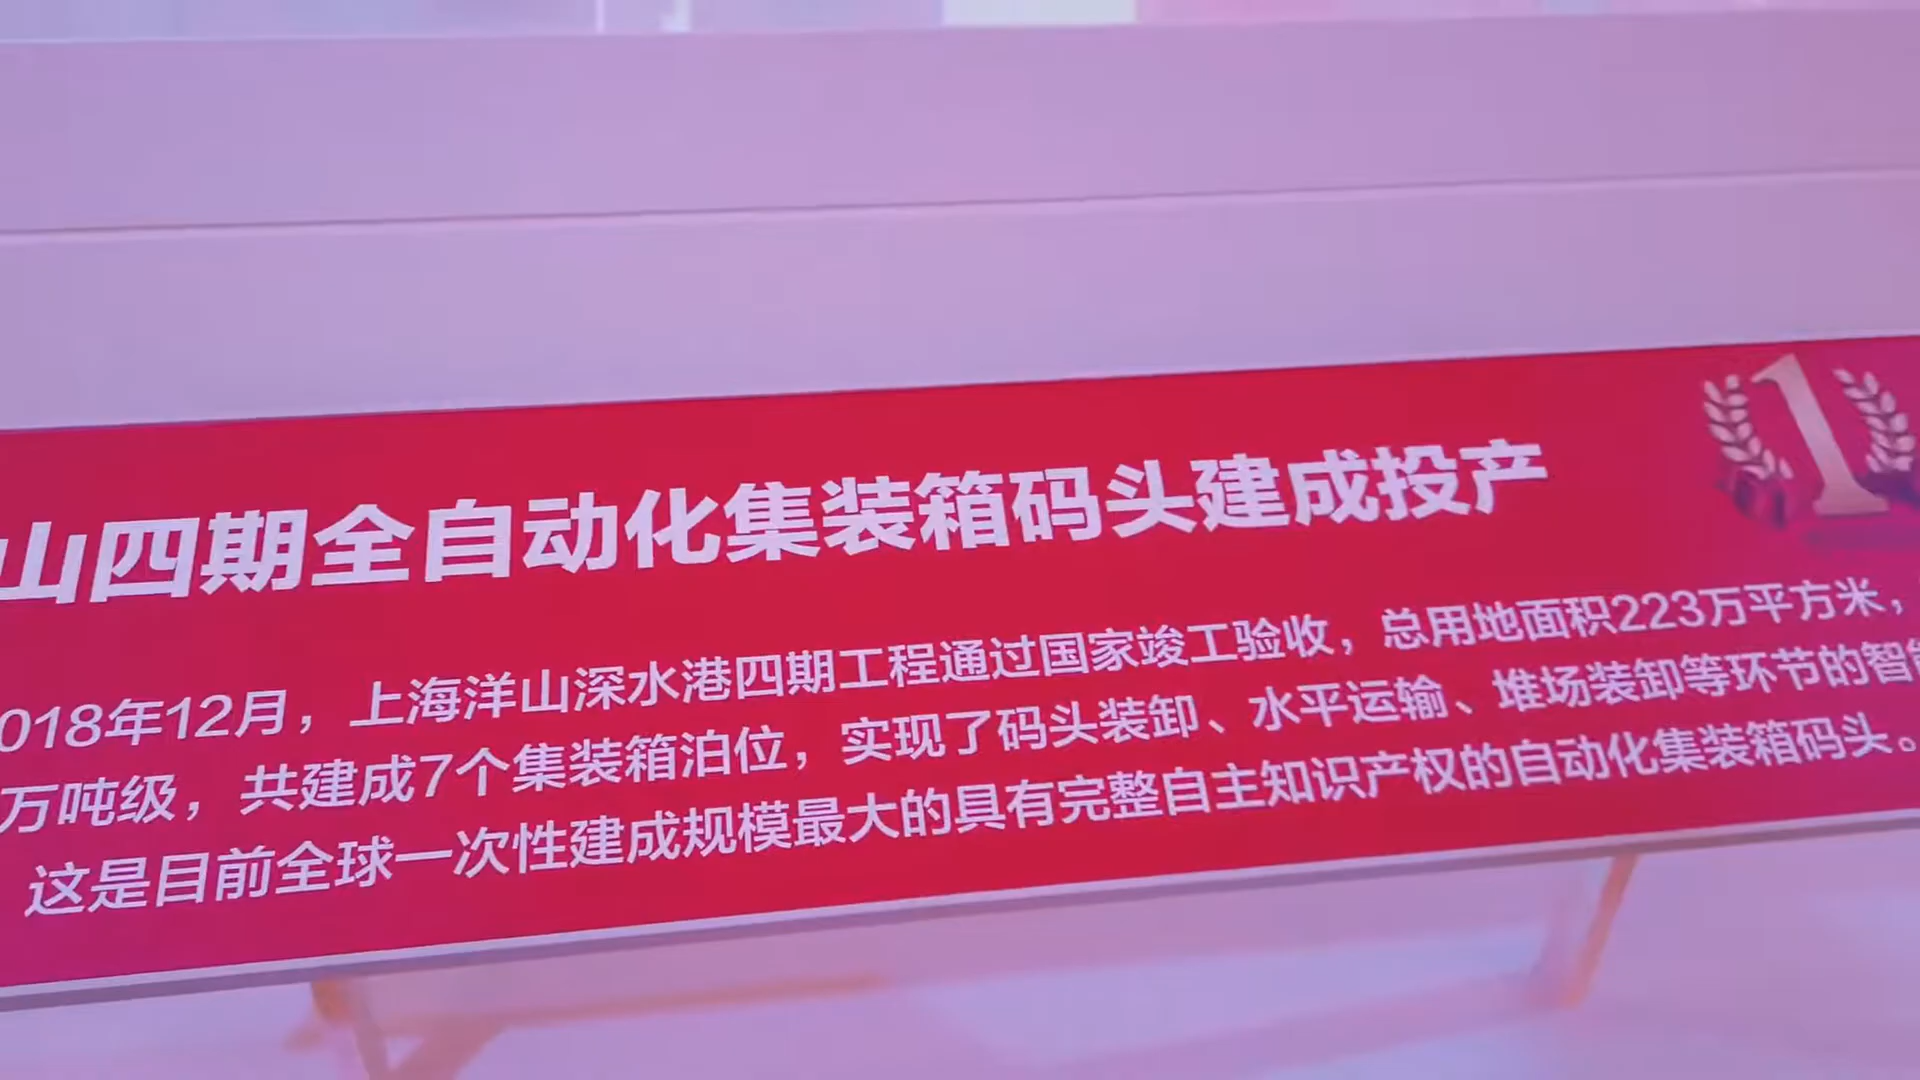 山四期全自动化集装箱码头建成投产
1
018年12月，上海洋山深水港四期工程通过国家竣工验收，总用地面积223万平方米，
万吨级，共建成7个集装箱泊位，实现了码头装卸、水平运输、堆场装卸等环节的智能
这是目前全球一次性建成规模最大的具有完整自主知识产权的自动化集装箱码头。